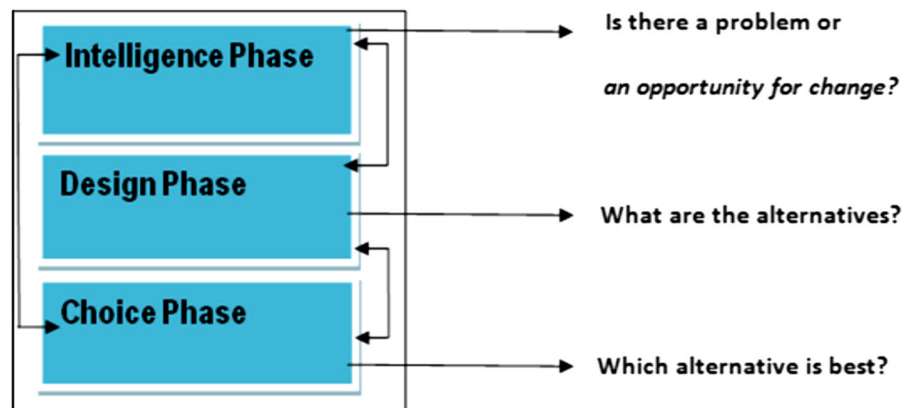 Intelligence Phase
Is there a problem or
an opportunity for change?
Design Phase
What are the alternatives?
Choice Phase
Which alternative is best?